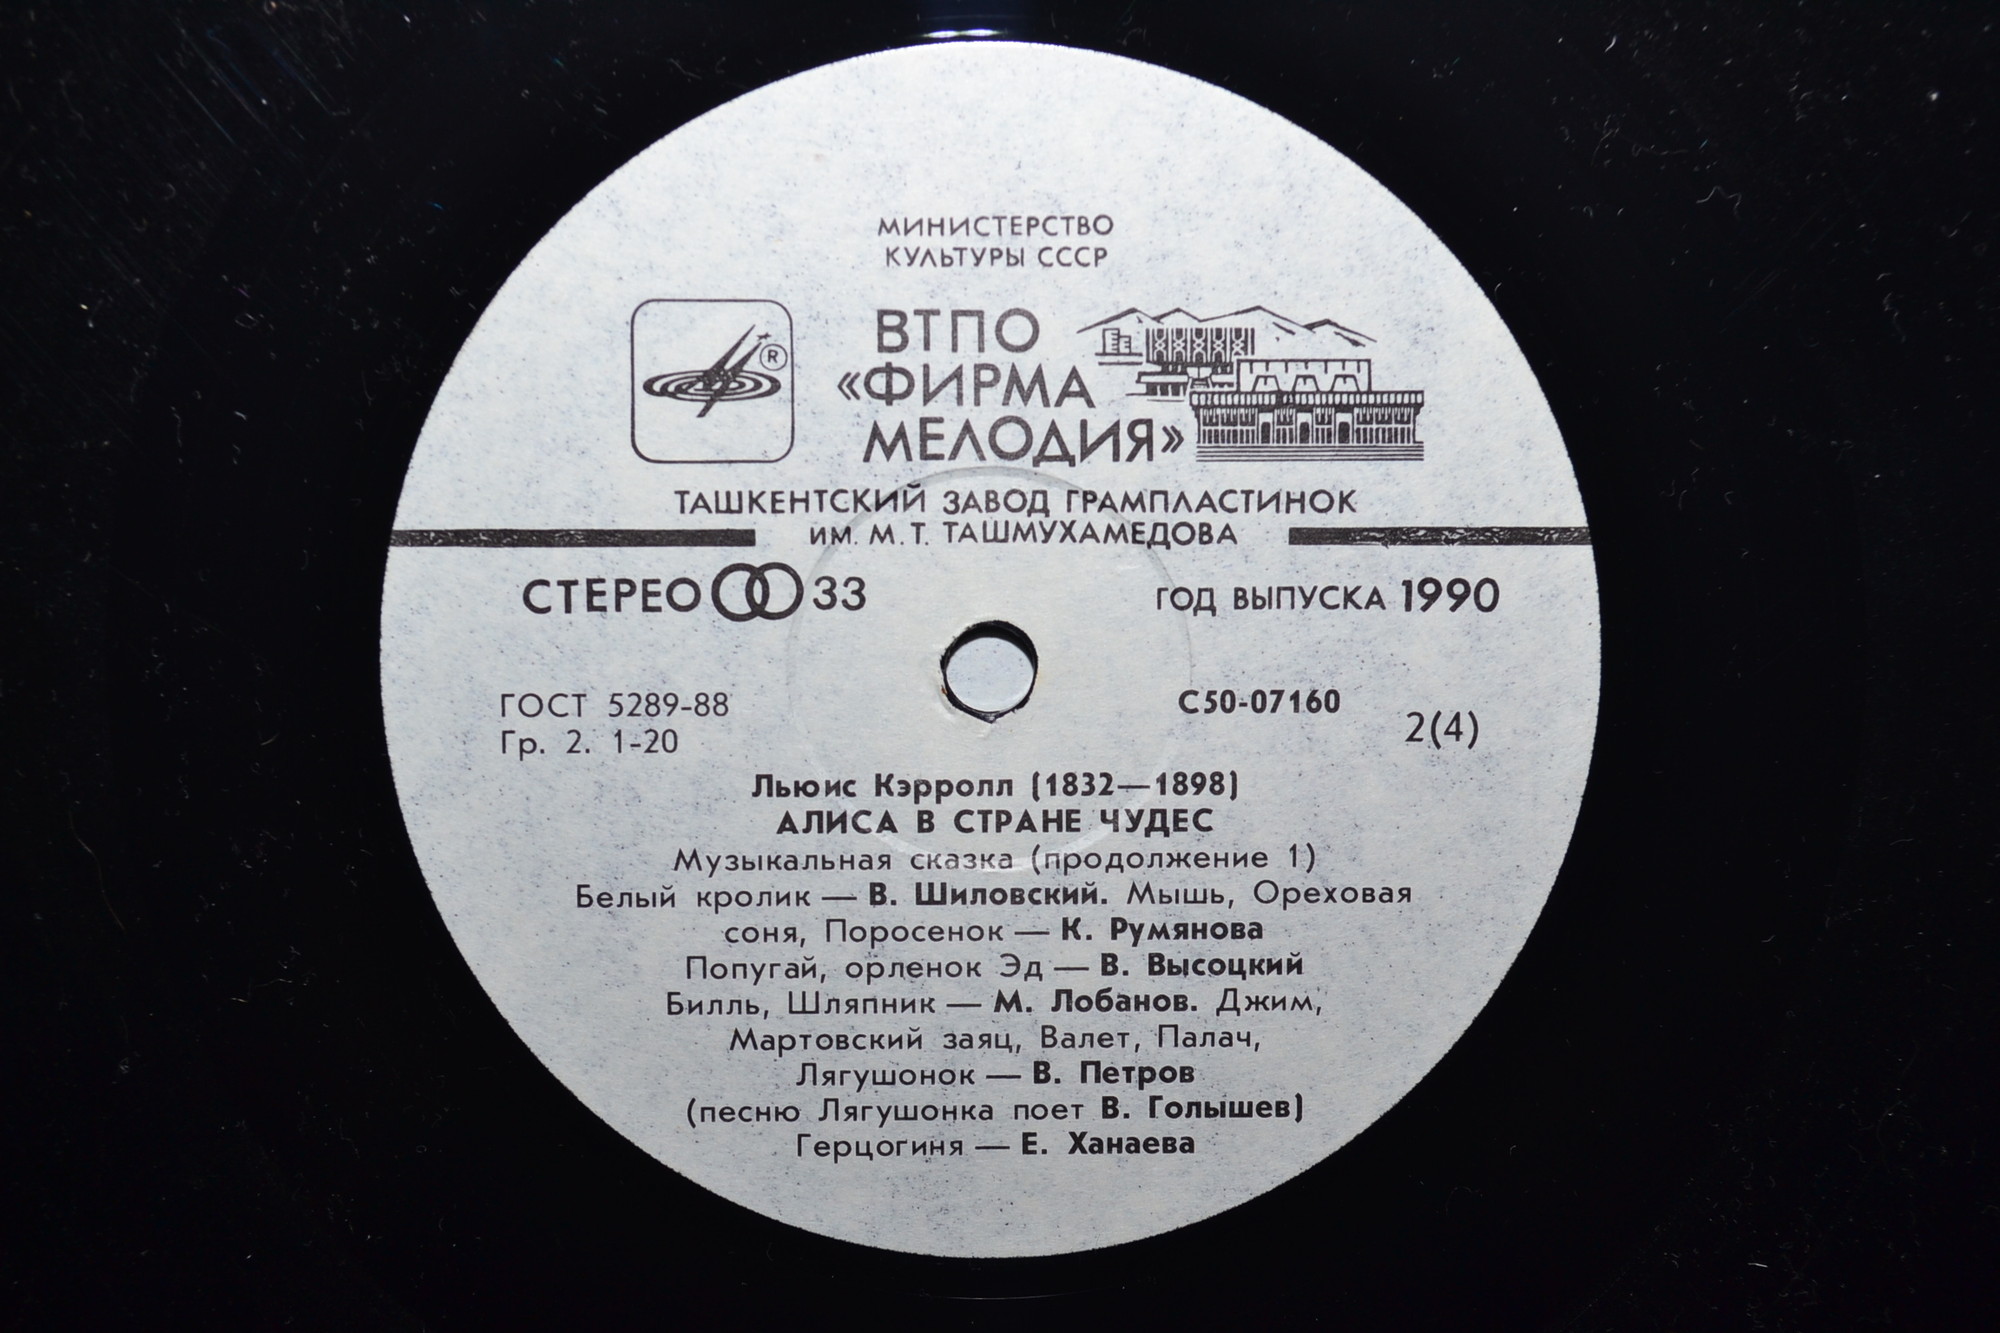 МИНИСТЕРСТВО
КУЛЬТУРЫ СССР
ВТПО
«ФИРМА
МЕЛОДИЯ»
®
ТАШКЕНТСКИЙ ЗАВОД ГРАМПЛАСТИНОК
ИМ. М.Т. ТАШМУХАМЕДОВА
СТЕРЕО 33
ГОД ВЫПУСКА 1990
ГОСТ 5289-88
Гр. 2. 1-20
С50-07160
2(4)
Льюис Кэрролл (1832—1898)
АЛИСА В СТРАНЕ ЧУДЕС
Музыкальная сказка (продолжение 1)
Белый кролик — В. Шиловский. Мышь, Ореховая
соня, Поросенок — К. Румянова
Попугай, орленок Эд — В. Высоцкий
Билль, Шляпник — М. Лобанов. Джим,
Мартовский заяц, Валет, Палач,
Лягушонок — В. Петров
(песню Лягушонка поет В. Голышев)
Герцогиня — Е. Ханаева